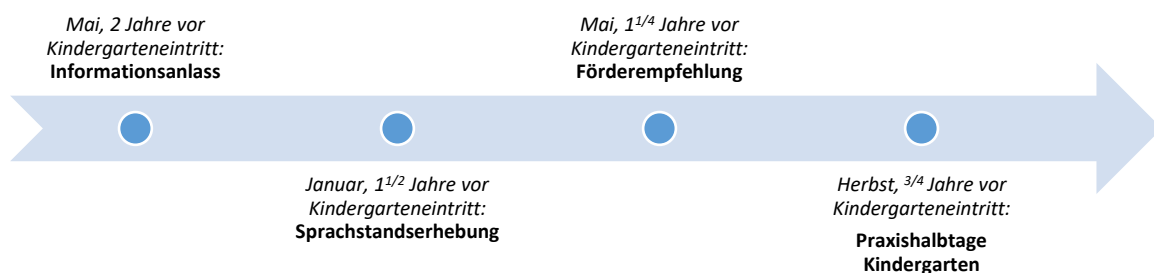 Mai, 2 Jahre vor
Kindergarteneintritt:
Informationsanlass
Januar, 1 1/2 Jahre vor
Kindergarteneintritt:
Sprachstandserhebung
Mai, 1 1/4 Jahre vor
Kindergarteneintritt:
Förderempfehlung
Herbst, 3/4 Jahre vor
Kindergarteneintritt:
Praxishalbtage
Kindergarten